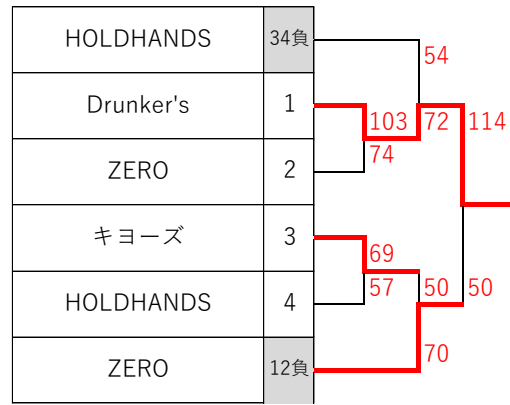 HOLDHANDS 34負
54
Drunker's 1
103 72 114
74
ZERO 2
キヨーズ 3
69
57 50 50
HOLDHANDS 4
70
ZERO 12負